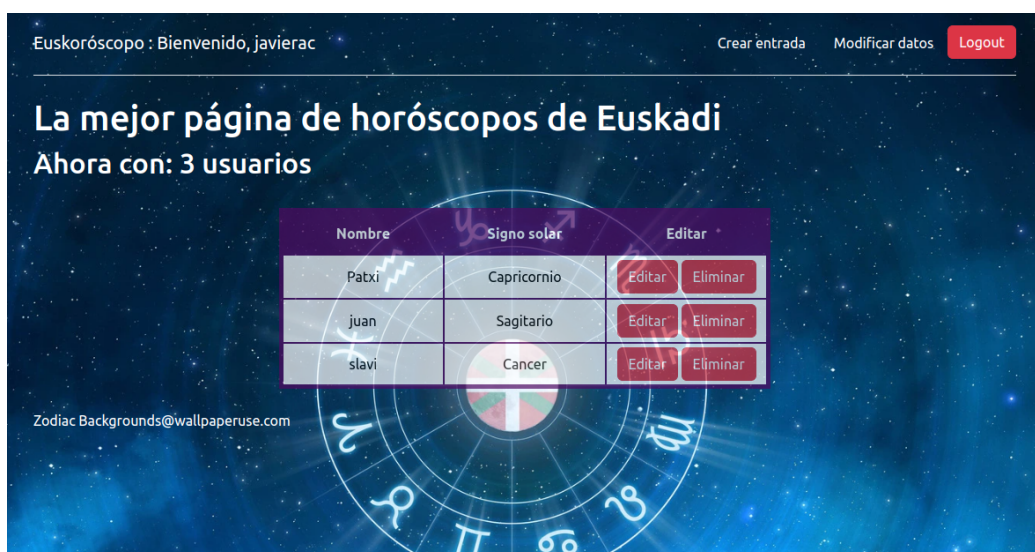 Euskoróscopo : Bienvenido, javierac
Crear entrada Modificar datos Logout
La mejor página de horóscopos de Euskadi
Ahora con: 3 usuarios
Nombre Signo solar Editar
Patxi Capricornio Editar Eliminar
juan Sagitario Editar Eliminar
slavi Cancer Editar Eliminar
Zodiac Backgrounds@wallpaperuse.com